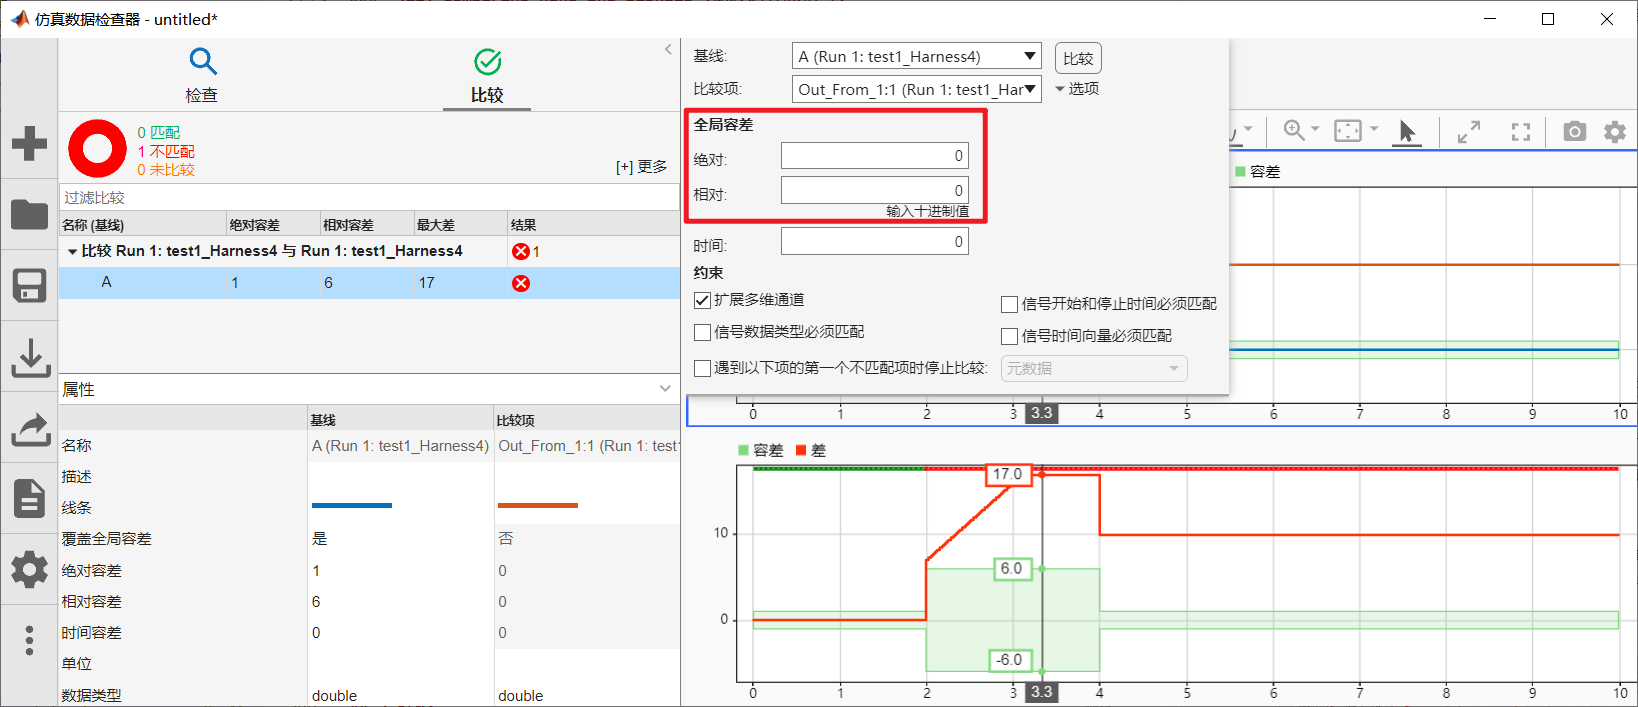 仿真数据检查器 - untitled*
检查
比较
0 匹配
1 不匹配
0 未比较
[+] 更多
过滤比较
名称 (基线) 绝对容差 相对容差 最大差 结果
比较 Run 1: test1_Harness4 与 Run 1: test1_Harness4 1
A 1 6 17
属性
基线 比较项
名称 A (Run 1: test1_Harness4) Out_From_1:1 (Run 1: test
描述
线条
覆盖全局容差 是 否
绝对容差 1 0
相对容差 6 0
时间容差 0 0
单位
数据类型 double double
基线: A (Run 1: test1_Harness4) 比较
比较项: Out_From_1:1 (Run 1: test1_Har 选项
全局容差
绝对: 0
相对: 0
输入十进制值
时间: 0
约束
扩展多维通道
信号开始和停止时间必须匹配
信号数据类型必须匹配
信号时间向量必须匹配
遇到以下项的第一个不匹配项时停止比较: 元数据
容差
0 1 2 3 3.3 4 5 6 7 8 9 10
容差 差
17.0
10
6.0
0
-6.0
0 1 2 3 3.3 4 5 6 7 8 9 10